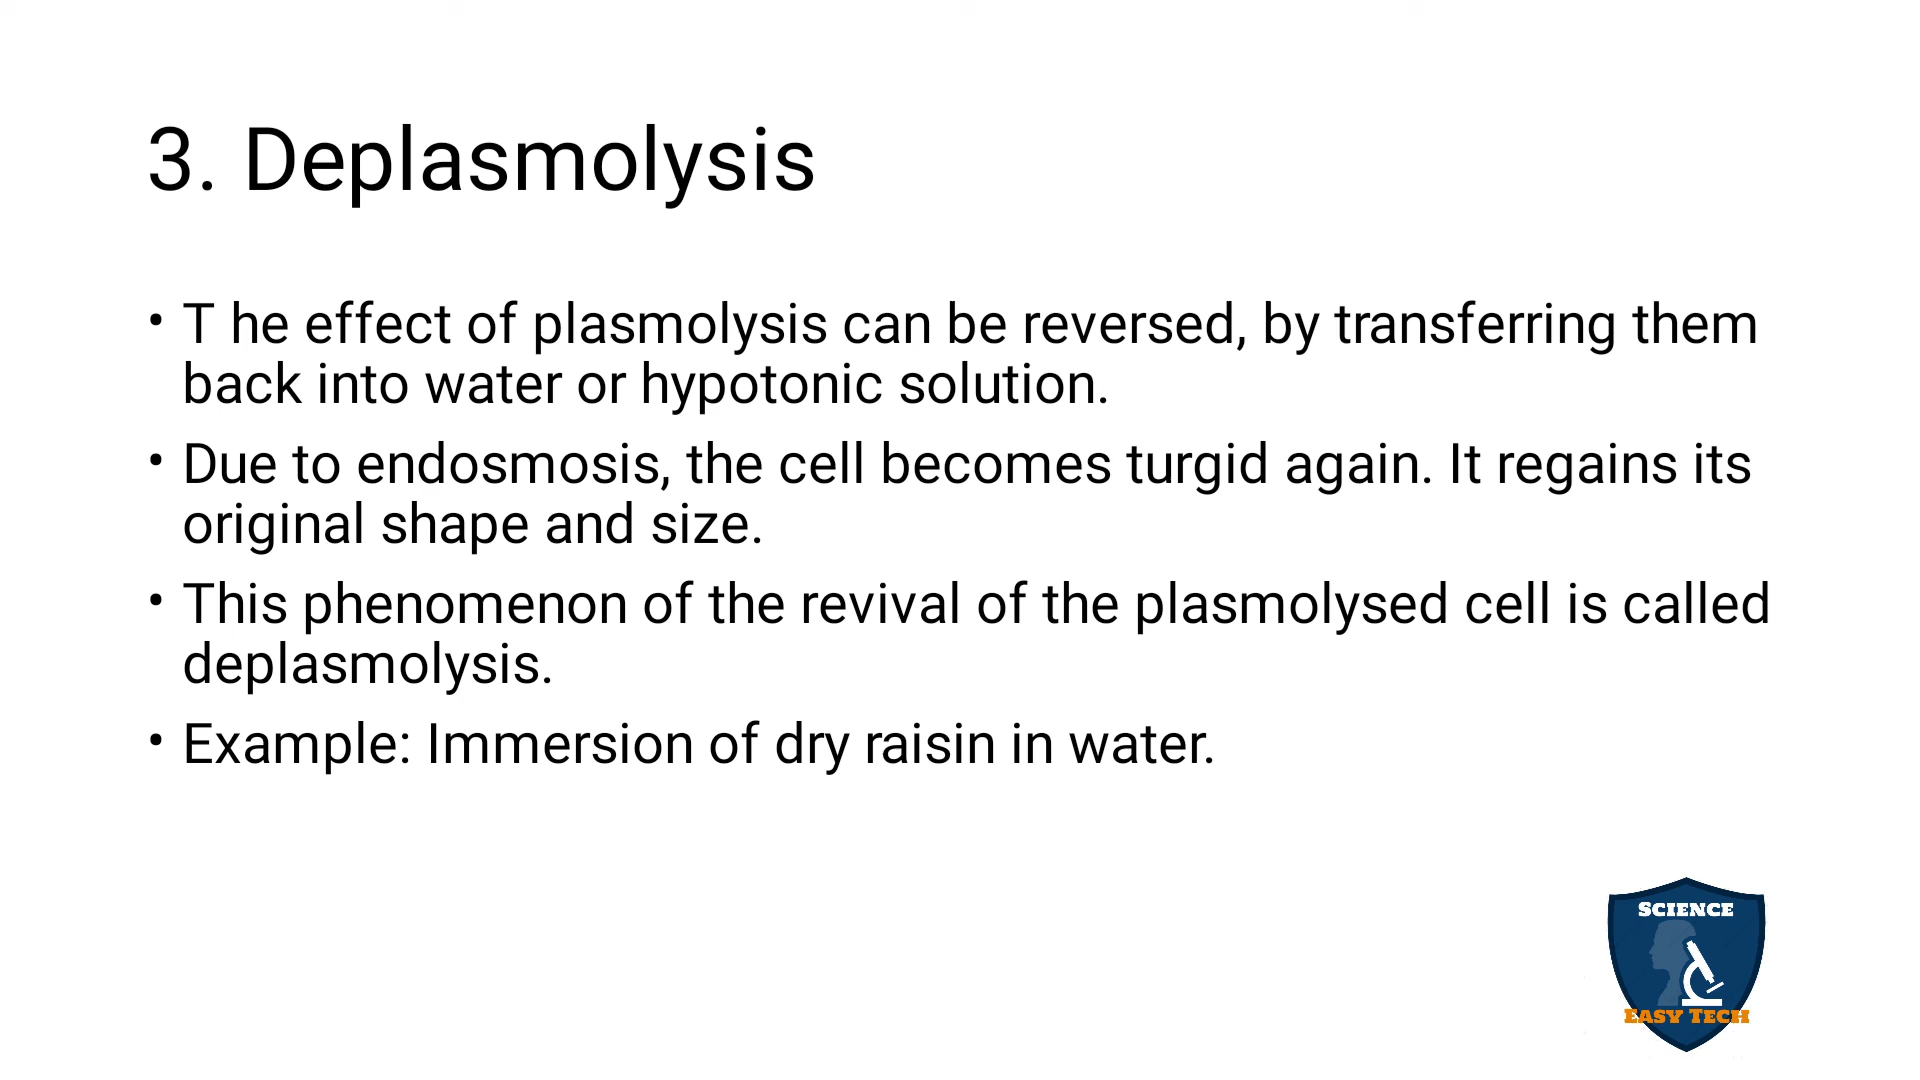 3. Deplasmolysis
• T he effect of plasmolysis can be reversed, by transferring them
back into water or hypotonic solution.
• Due to endosmosis, the cell becomes turgid again. It regains its
original shape and size.
• This phenomenon of the revival of the plasmolysed cell is called
deplasmolysis.
• Example: Immersion of dry raisin in water.
SCIENCE
EASY TECH